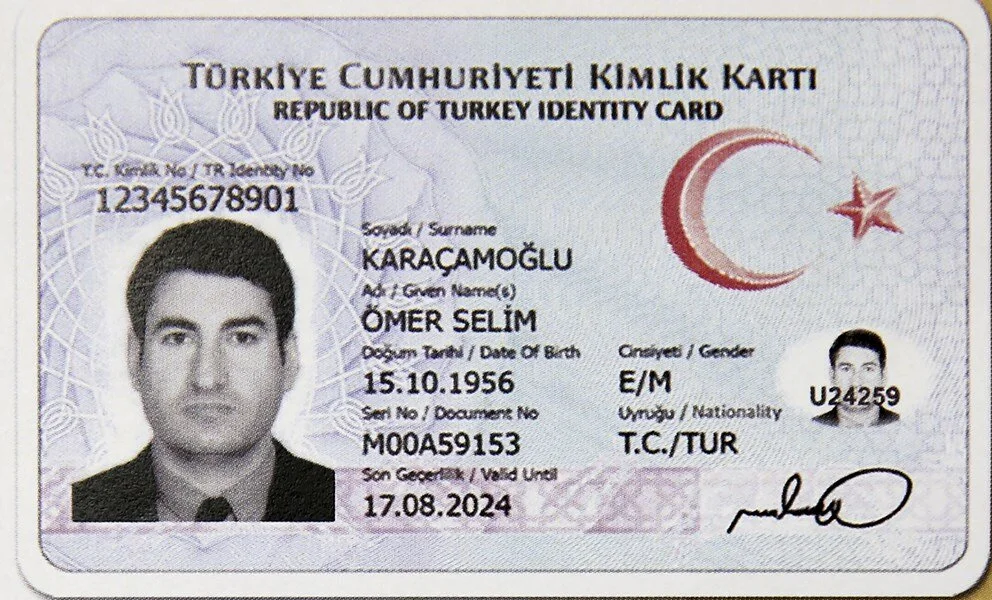 TÜRKİYE CUMHURİYETİ KİMLİK KARTI
REPUBLIC OF TURKEY IDENTITY CARD
T.C. Kimlik No / TR Identity No
12345678901
Soyadı / Surname
KARAÇAMOĞLU
Adı / Given Name(s)
ÖMER SELİM
Doğum Tarihi / Date Of Birth
Cinsiyeti / Gender
15.10.1956
E/M
U24259
Seri No / Document No
Uyruğu / Nationality
M00A59153
T.C./TUR
Son Geçerlilik / Valid Until
17.08.2024